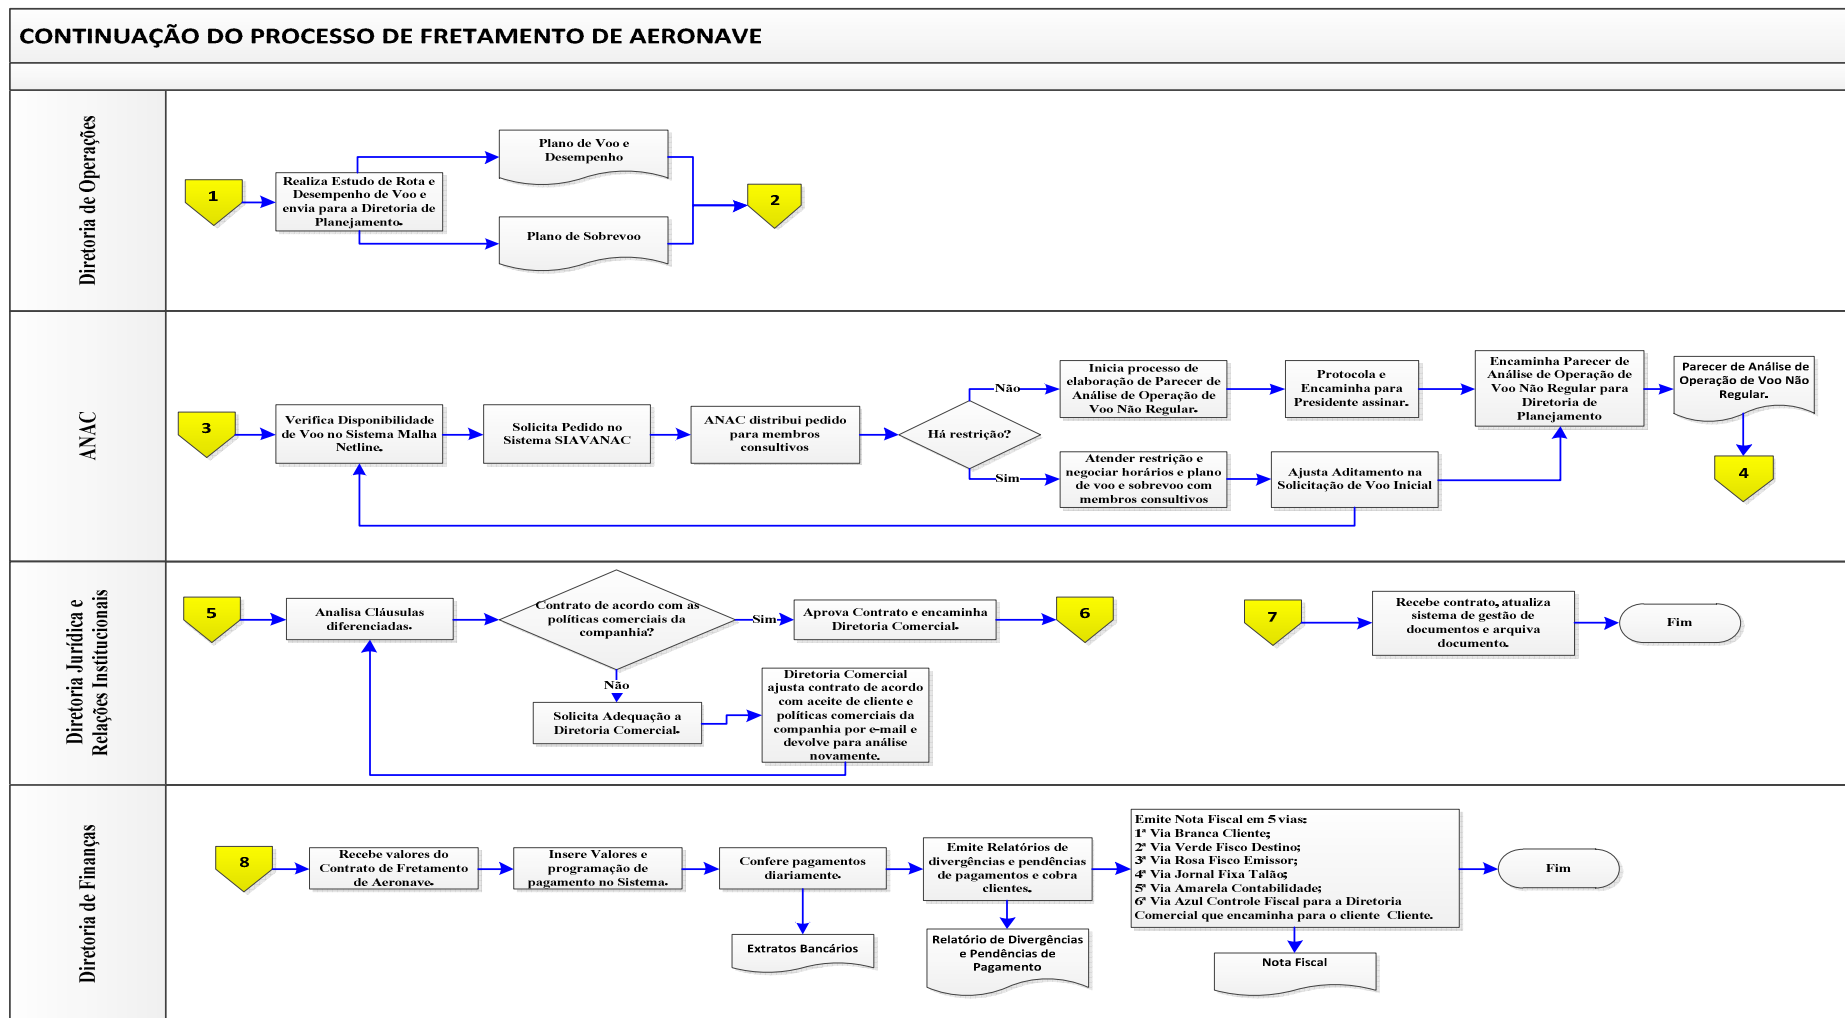 CONTINUAÇÃO DO PROCESSO DE FRETAMENTO DE AERONAVE
Diretoria de Operações
1
Realiza Estudo de Rota e
Desempenho de Voo e
envia para a Diretoria de
Planejamento.
Plano de Voo e
Desempenho
Plano de Sobrevoo
2
ANAC
3
Verifica Disponibilidade
de Voo no Sistema Malha
Netline.
Solicita Pedido no
Sistema SIAVANAC
ANAC distribui pedido
para membros
consultivos
Há restrição?
Não
Inicia processo de
elaboração de Parecer de
Análise de Operação de
Voo Não Regular.
Protocola e
Encaminha para
Presidente assinar.
Encaminha Parecer de
Análise de Operação de
Voo Não Regular para
Diretoria de
Planejamento
Parecer de Análise de
Operação de Voo Não
Regular.
4
Sim
Atender restrição e
negociar horários e plano
de voo e sobrevoo com
membros consultivos
Ajusta Aditamento na
Solicitação de Voo Inicial
Diretoria Jurídica e
Relações Institucionais
5
Analisa Cláusulas
diferenciadas.
Contrato de acordo com as
políticas comerciais da
companhia?
Sim
Aprova Contrato e encaminha
Diretoria Comercial.
6
Não
Solicita Adequação a
Diretoria Comercial.
Diretoria Comercial
ajusta contrato de acordo
com aceite de cliente e
políticas comerciais da
companhia por e-mail e
devolve para análise
novamente.
7
Recebe contrato, atualiza
sistema de gestão de
documentos e arquiva
documento.
Fim
Diretoria de Finanças
8
Recebe valores do
Contrato de Fretamento
de Aeronave.
Insere Valores e
programação de
pagamento no Sistema.
Confere pagamentos
diariamente.
Extratos Bancários
Emite Relatórios de
divergências e pendências
de pagamentos e cobra
clientes.
Relatório de Divergências
e Pendências de
Pagamento
Emite Nota Fiscal em 5 vias:
1ª Via Branca Cliente;
2ª Via Verde Fisco Destino;
3ª Via Rosa Fisco Emissor;
4ª Via Jornal Fixa Talão;
5ª Via Amarela Contabilidade;
6ª Via Azul Controle Fiscal para a Diretoria
Comercial que encaminha para o cliente Cliente.
Nota Fiscal
Fim